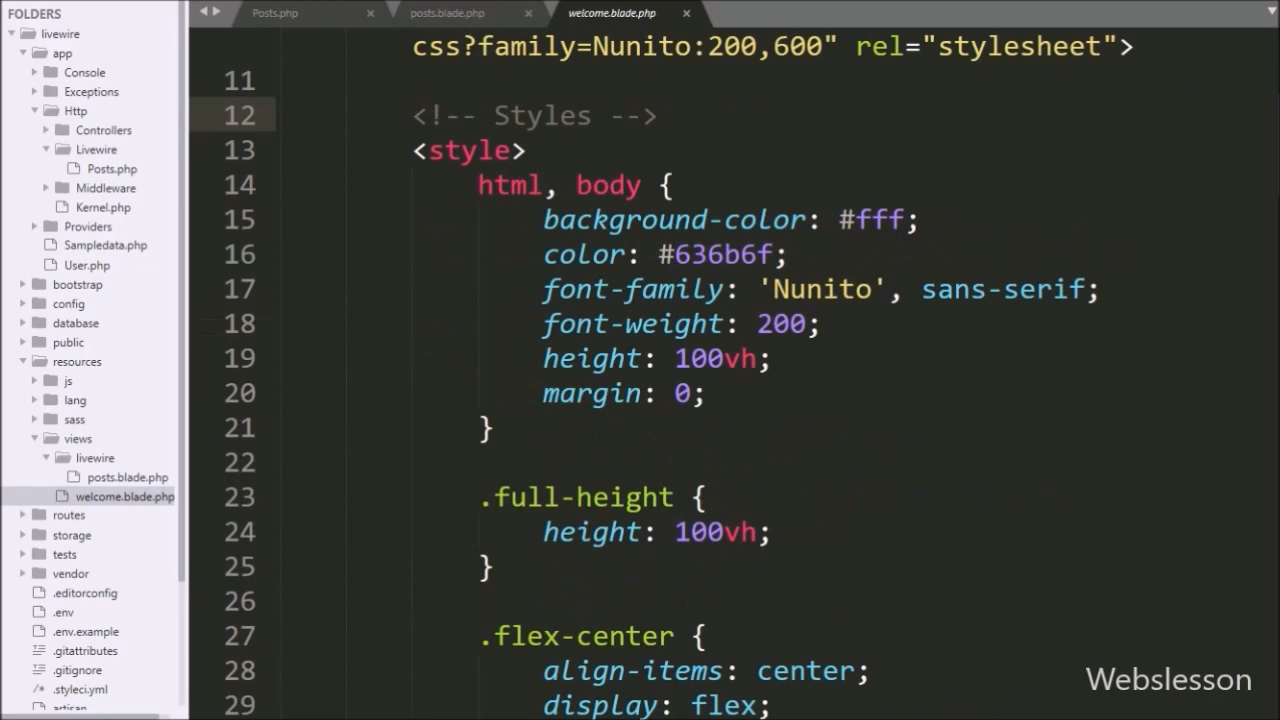 FOLDERS
livewire
app
Console
Exceptions
Http
Controllers
Livewire
Posts.php
Middleware
Kernel.php
Providers
Sampledata.php
User.php
bootstrap
config
database
public
resources
js
lang
sass
views
livewire
posts.blade.php
welcome.blade.php
routes
storage
tests
vendor
.editorconfig
.env
.env.example
.gitattributes
.gitignore
.styleci.yml
artisan
Posts.php
posts.blade.php
welcome.blade.php
css?family=Nunito:200,600" rel="stylesheet">
11
12 <!-- Styles -->
13 <style>
14 html, body {
15 background-color: #fff;
16 color: #636b6f;
17 font-family: 'Nunito', sans-serif;
18 font-weight: 200;
19 height: 100vh;
20 margin: 0;
21 }
22
23 .full-height {
24 height: 100vh;
25 }
26
27 .flex-center {
28 align-items: center;
29 display: flex;
Webslesson